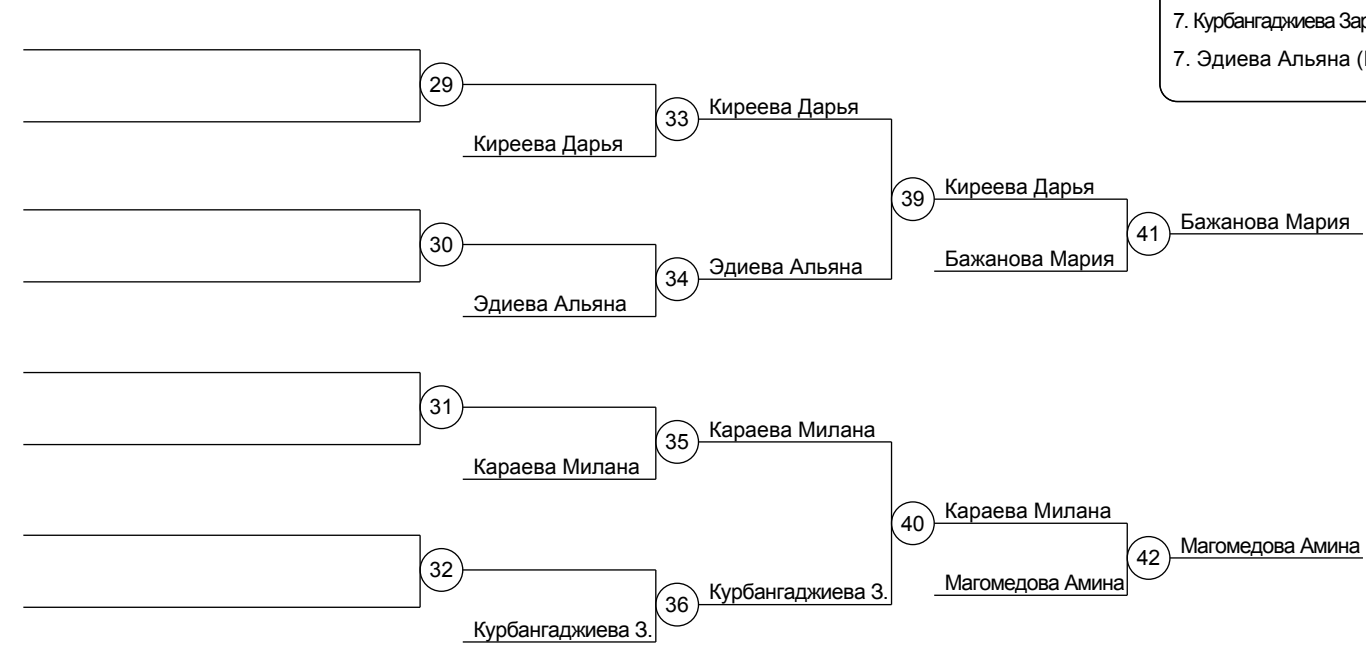 7. Курбангаджиева Зар
7. Эдиева Альяна (
29
33
Киреева Дарья
Киреева Дарья
39
Киреева Дарья
30
34
Эдиева Альяна
41
Бажанова Мария
Бажанова Мария
Эдиева Альяна
31
35
Караева Милана
Караева Милана
40
Караева Милана
32
36
Курбангаджиева З.
42
Магомедова Амина
Магомедова Амина
Курбангаджиева З.